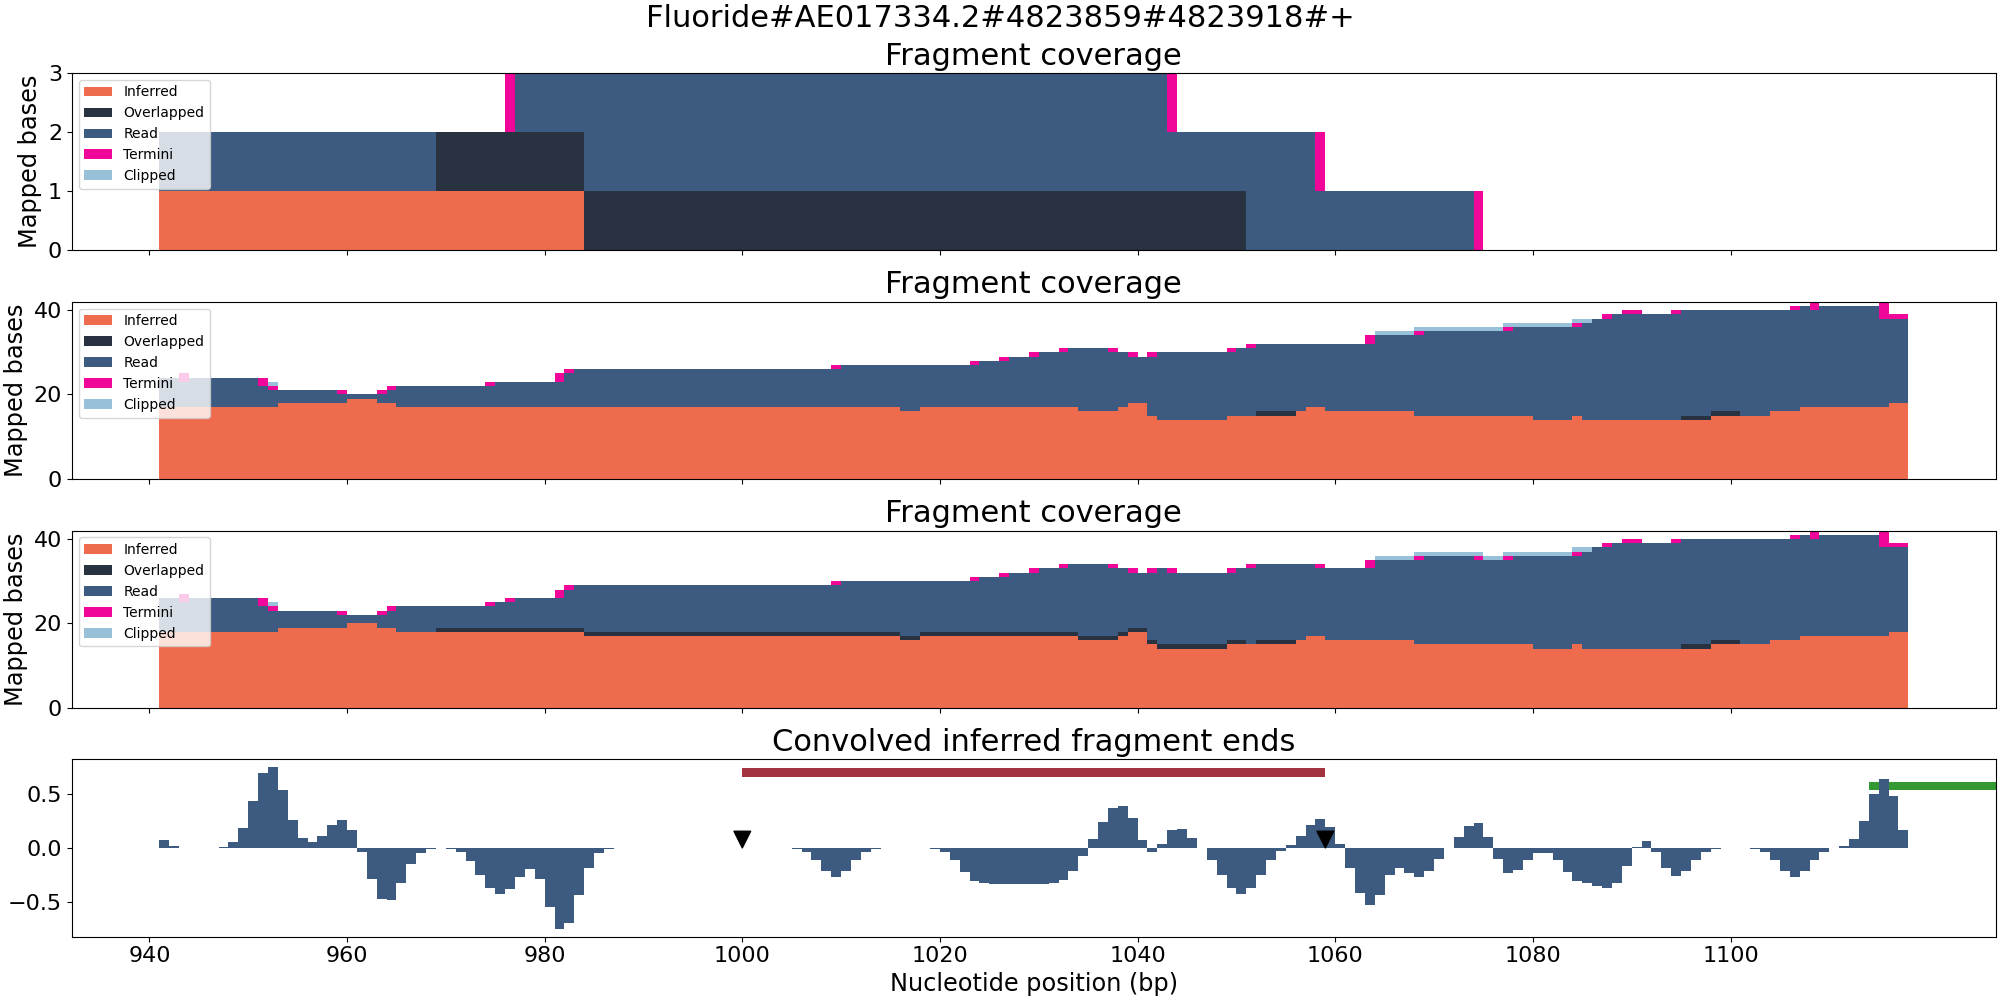 Fluoride#AE017334.2#4823859#4823918#+
Fragment coverage
3
2
1
0
Mapped bases
Inferred
Overlapped
Read
Termini
Clipped
Fragment coverage
40
20
0
Mapped bases
Inferred
Overlapped
Read
Termini
Clipped
Fragment coverage
40
20
0
Mapped bases
Inferred
Overlapped
Read
Termini
Clipped
Convolved inferred fragment ends
0.5
0.0
−0.5
940 960 980 1000 1020 1040 1060 1080 1100
Nucleotide position (bp)